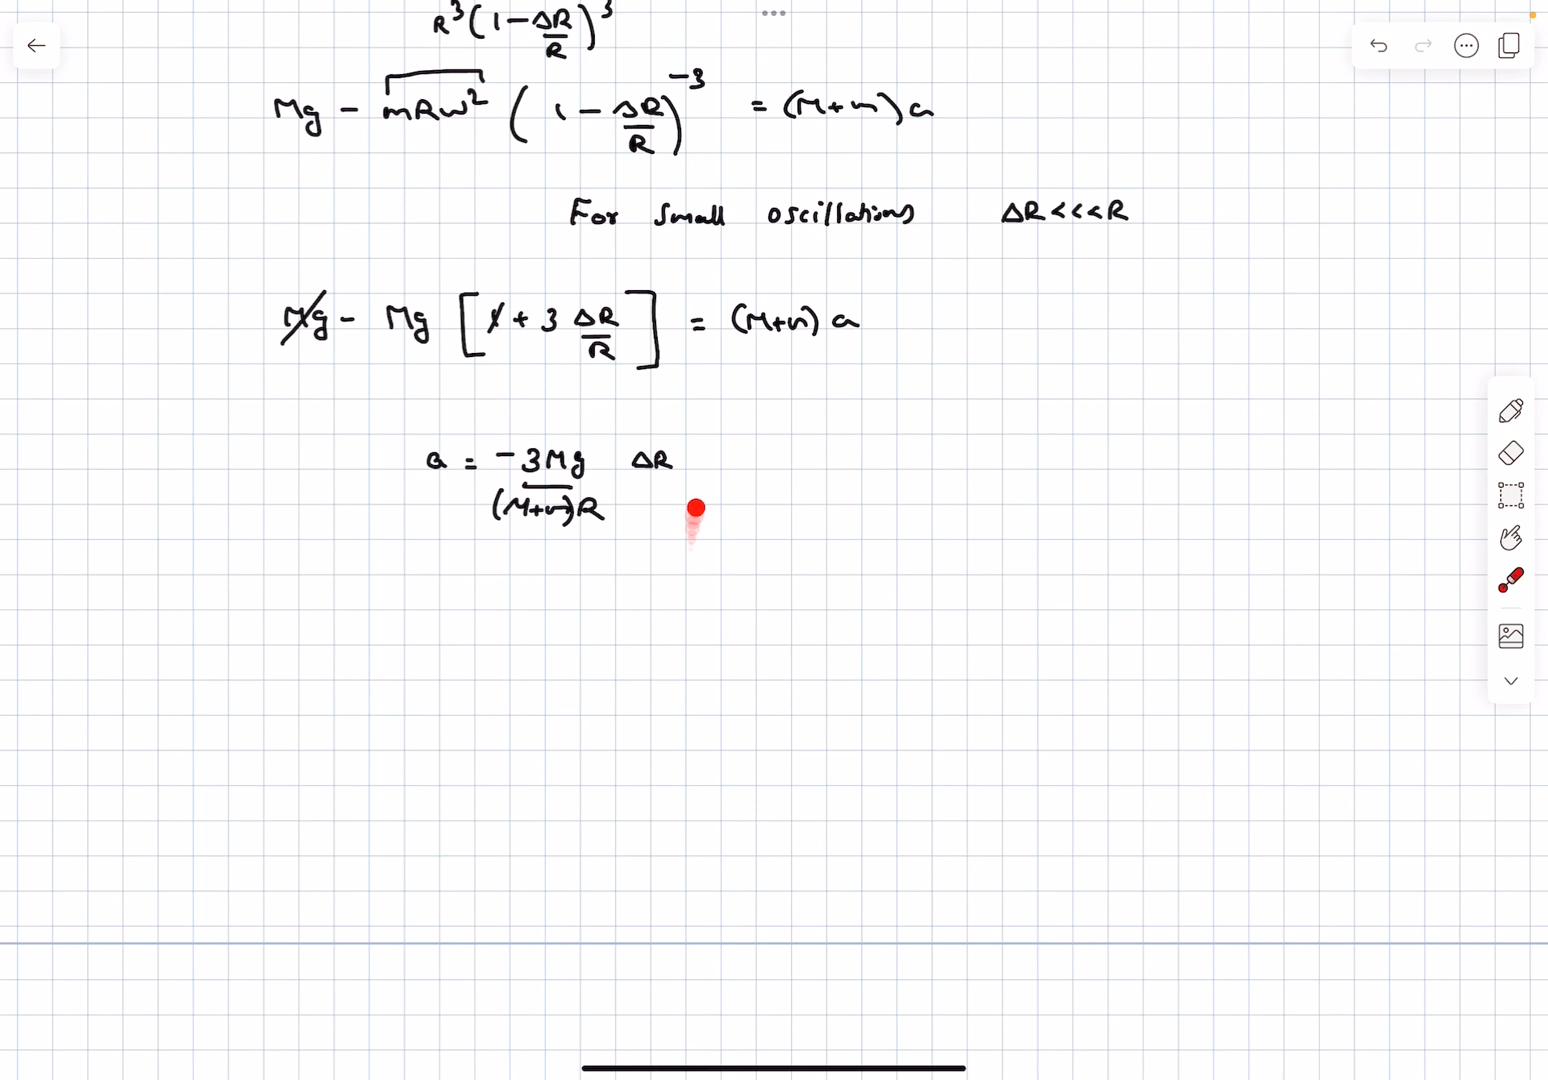 R³(1 − ΔR/R)³
Mg − mRω² (1 − ΔR/R)⁻³ = (M+m)a
For small oscillations ΔR<<<R
Mg − Mg [1 + 3 ΔR/R] = (M+m) a
a = −3Mg/(M+m)R ΔR